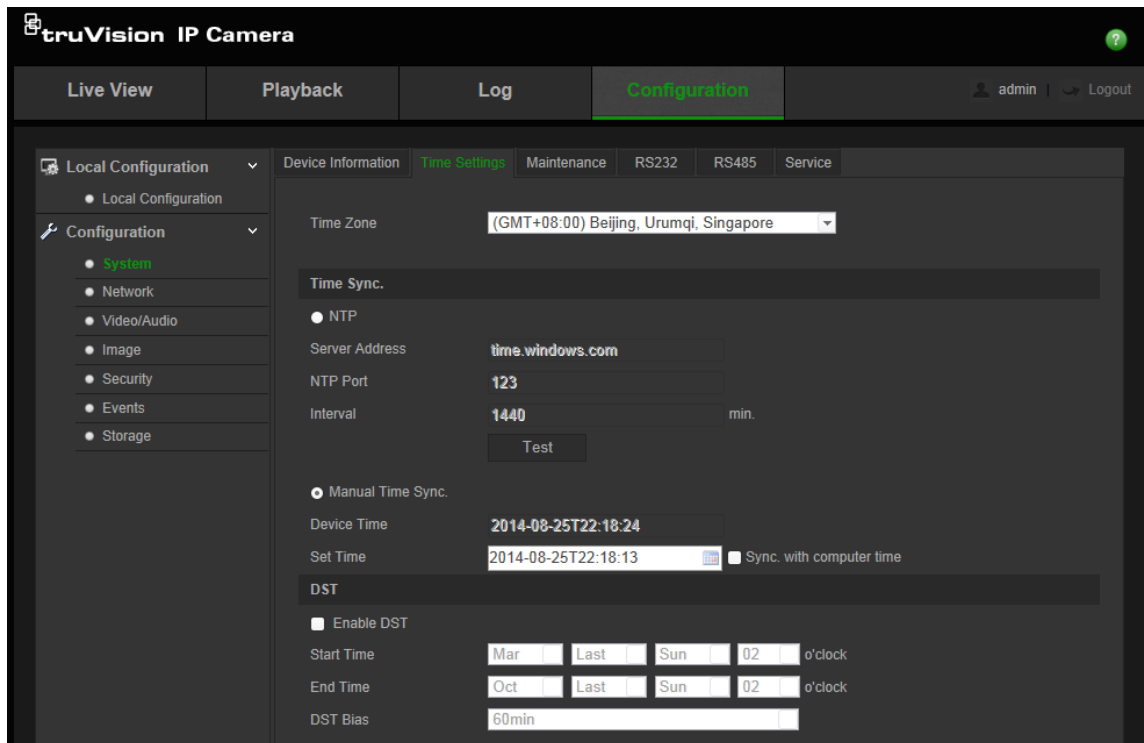 truVision IP Camera
?
Live View Playback Log Configuration admin | Logout
Local Configuration
Local Configuration
Configuration
System
Network
Video/Audio
Image
Security
Events
Storage
Device Information Time Settings Maintenance RS232 RS485 Service
Time Zone (GMT+08:00) Beijing, Urumqi, Singapore
Time Sync.
NTP
Server Address time.windows.com
NTP Port 123
Interval 1440 min.
Test
Manual Time Sync.
Device Time 2014-08-25T22:18:24
Set Time 2014-08-25T22:18:13 Sync. with computer time
DST
Enable DST
Start Time Mar Last Sun 02 o'clock
End Time Oct Last Sun 02 o'clock
DST Bias 60min